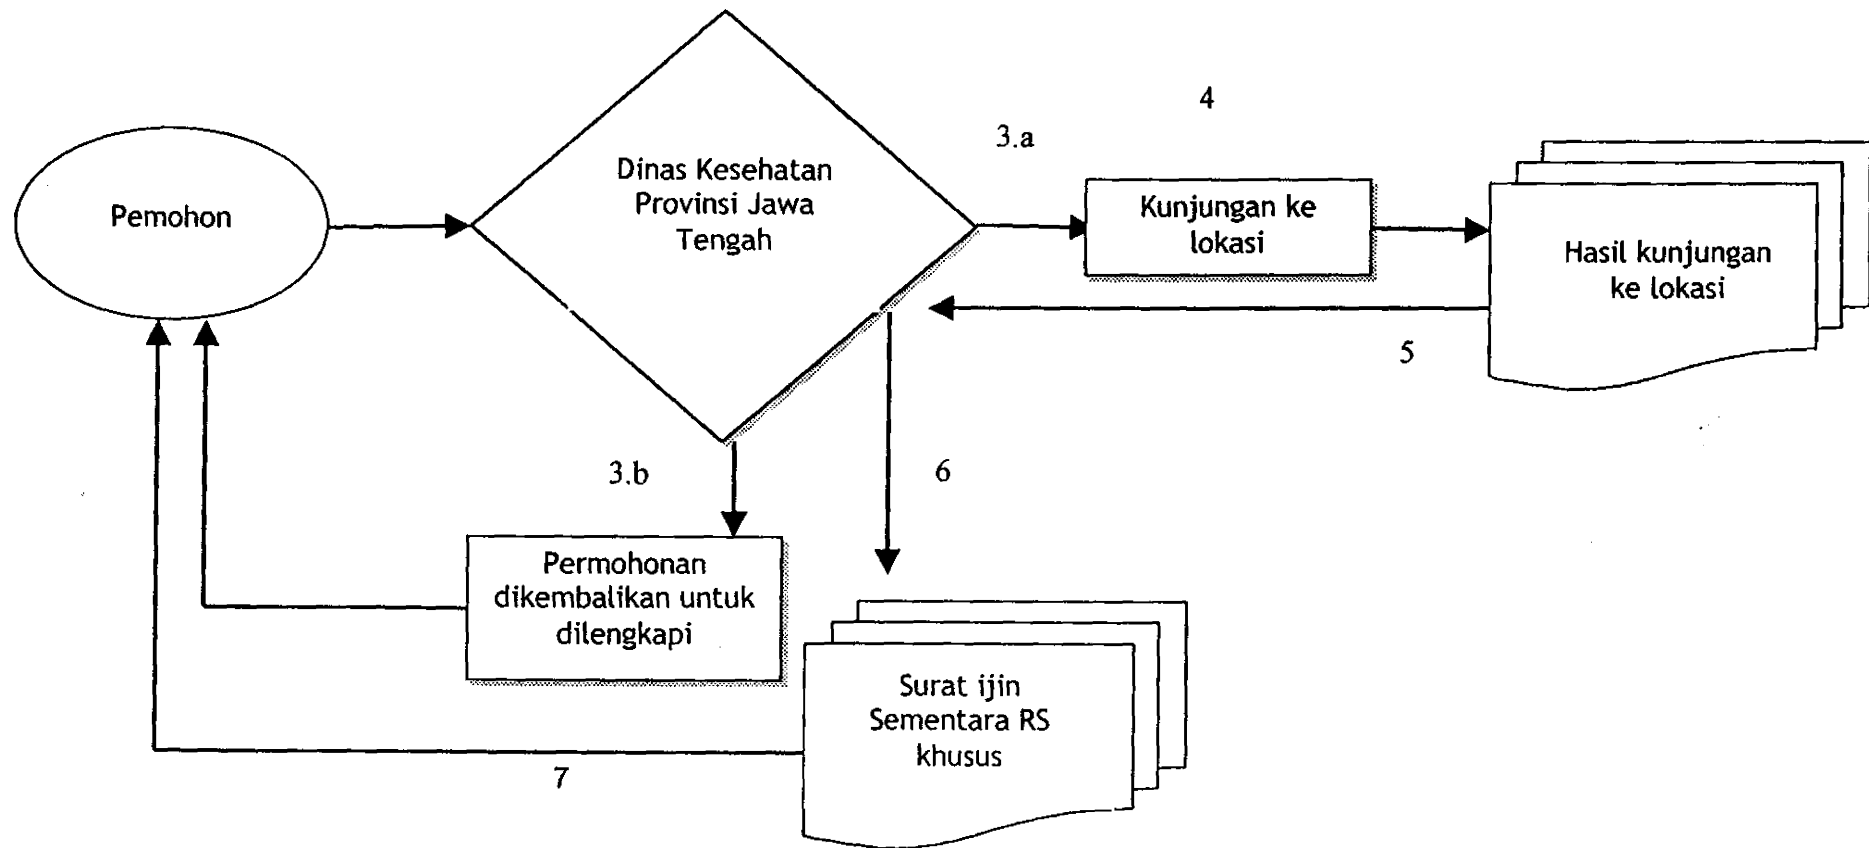 4
3.a
Pemohon
Dinas Kesehatan
Provinsi Jawa
Tengah
Kunjungan ke
lokasi
Hasil kunjungan
ke lokasi
5
3.b
6
Permohonan
dikembalikan untuk
dilengkapi
Surat ijin
Sementara RS
khusus
7